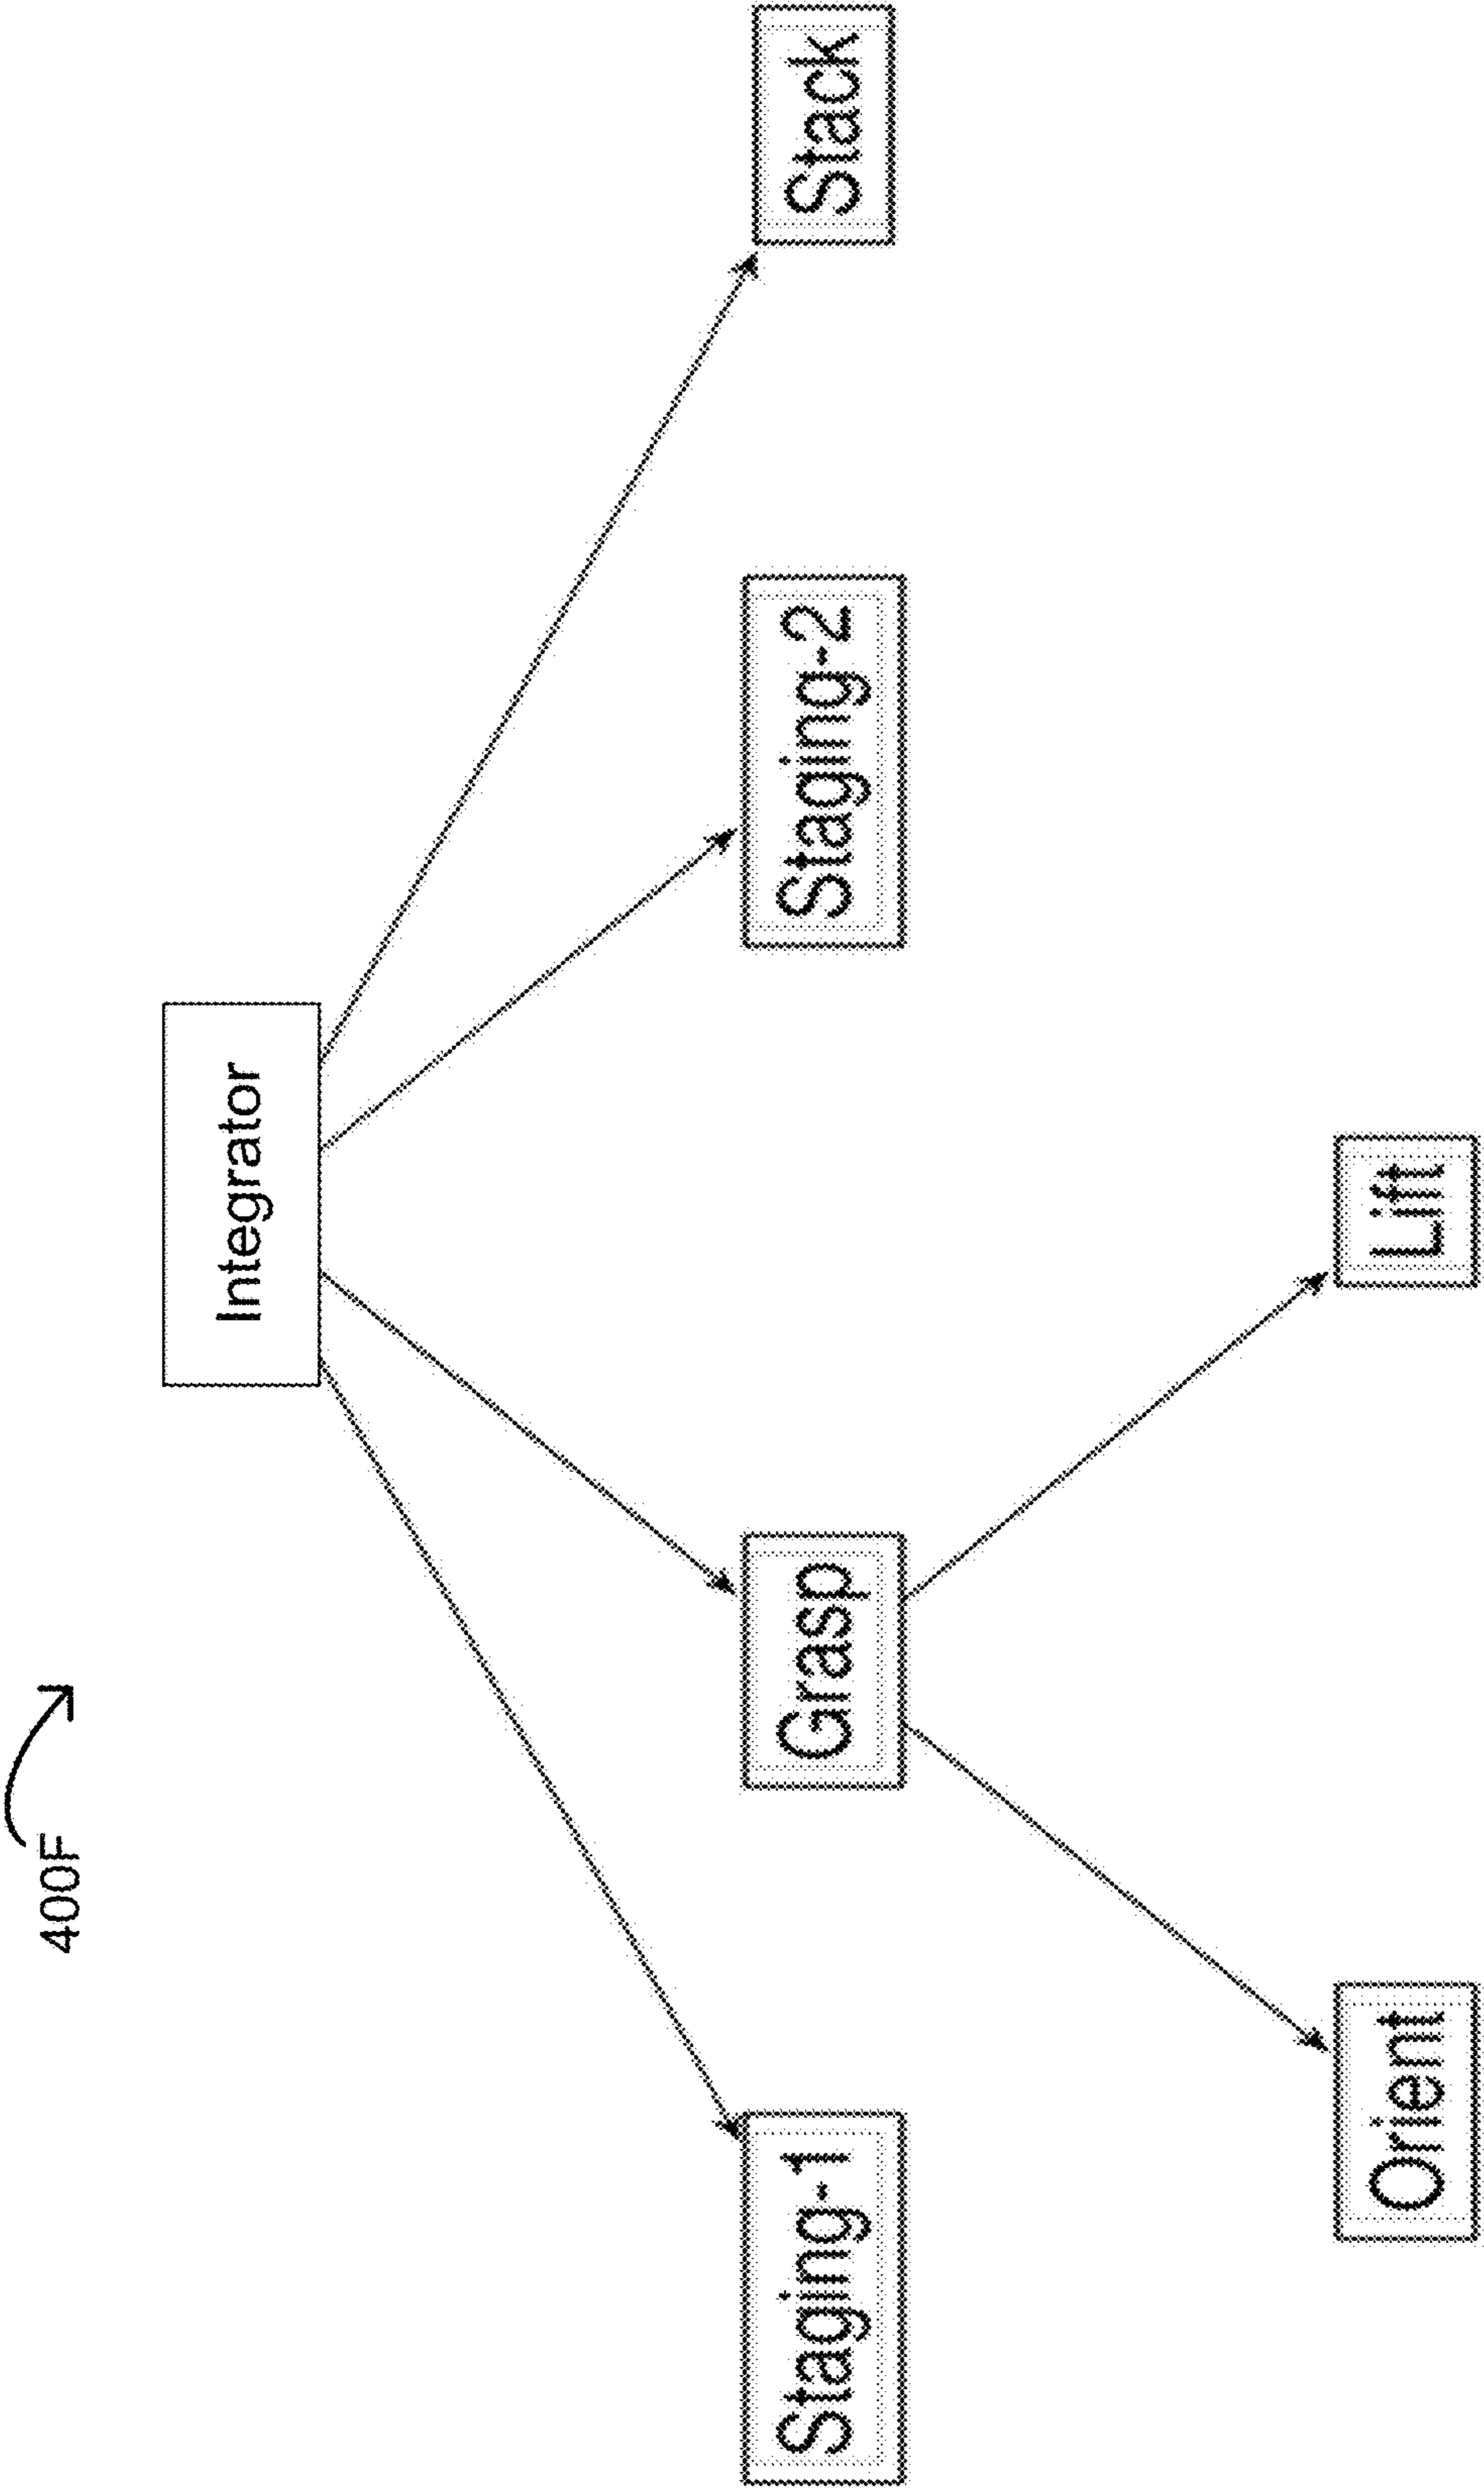 400F
Integrator
Staging-1
Grasp
Staging-2
Stack
Orient
Lift